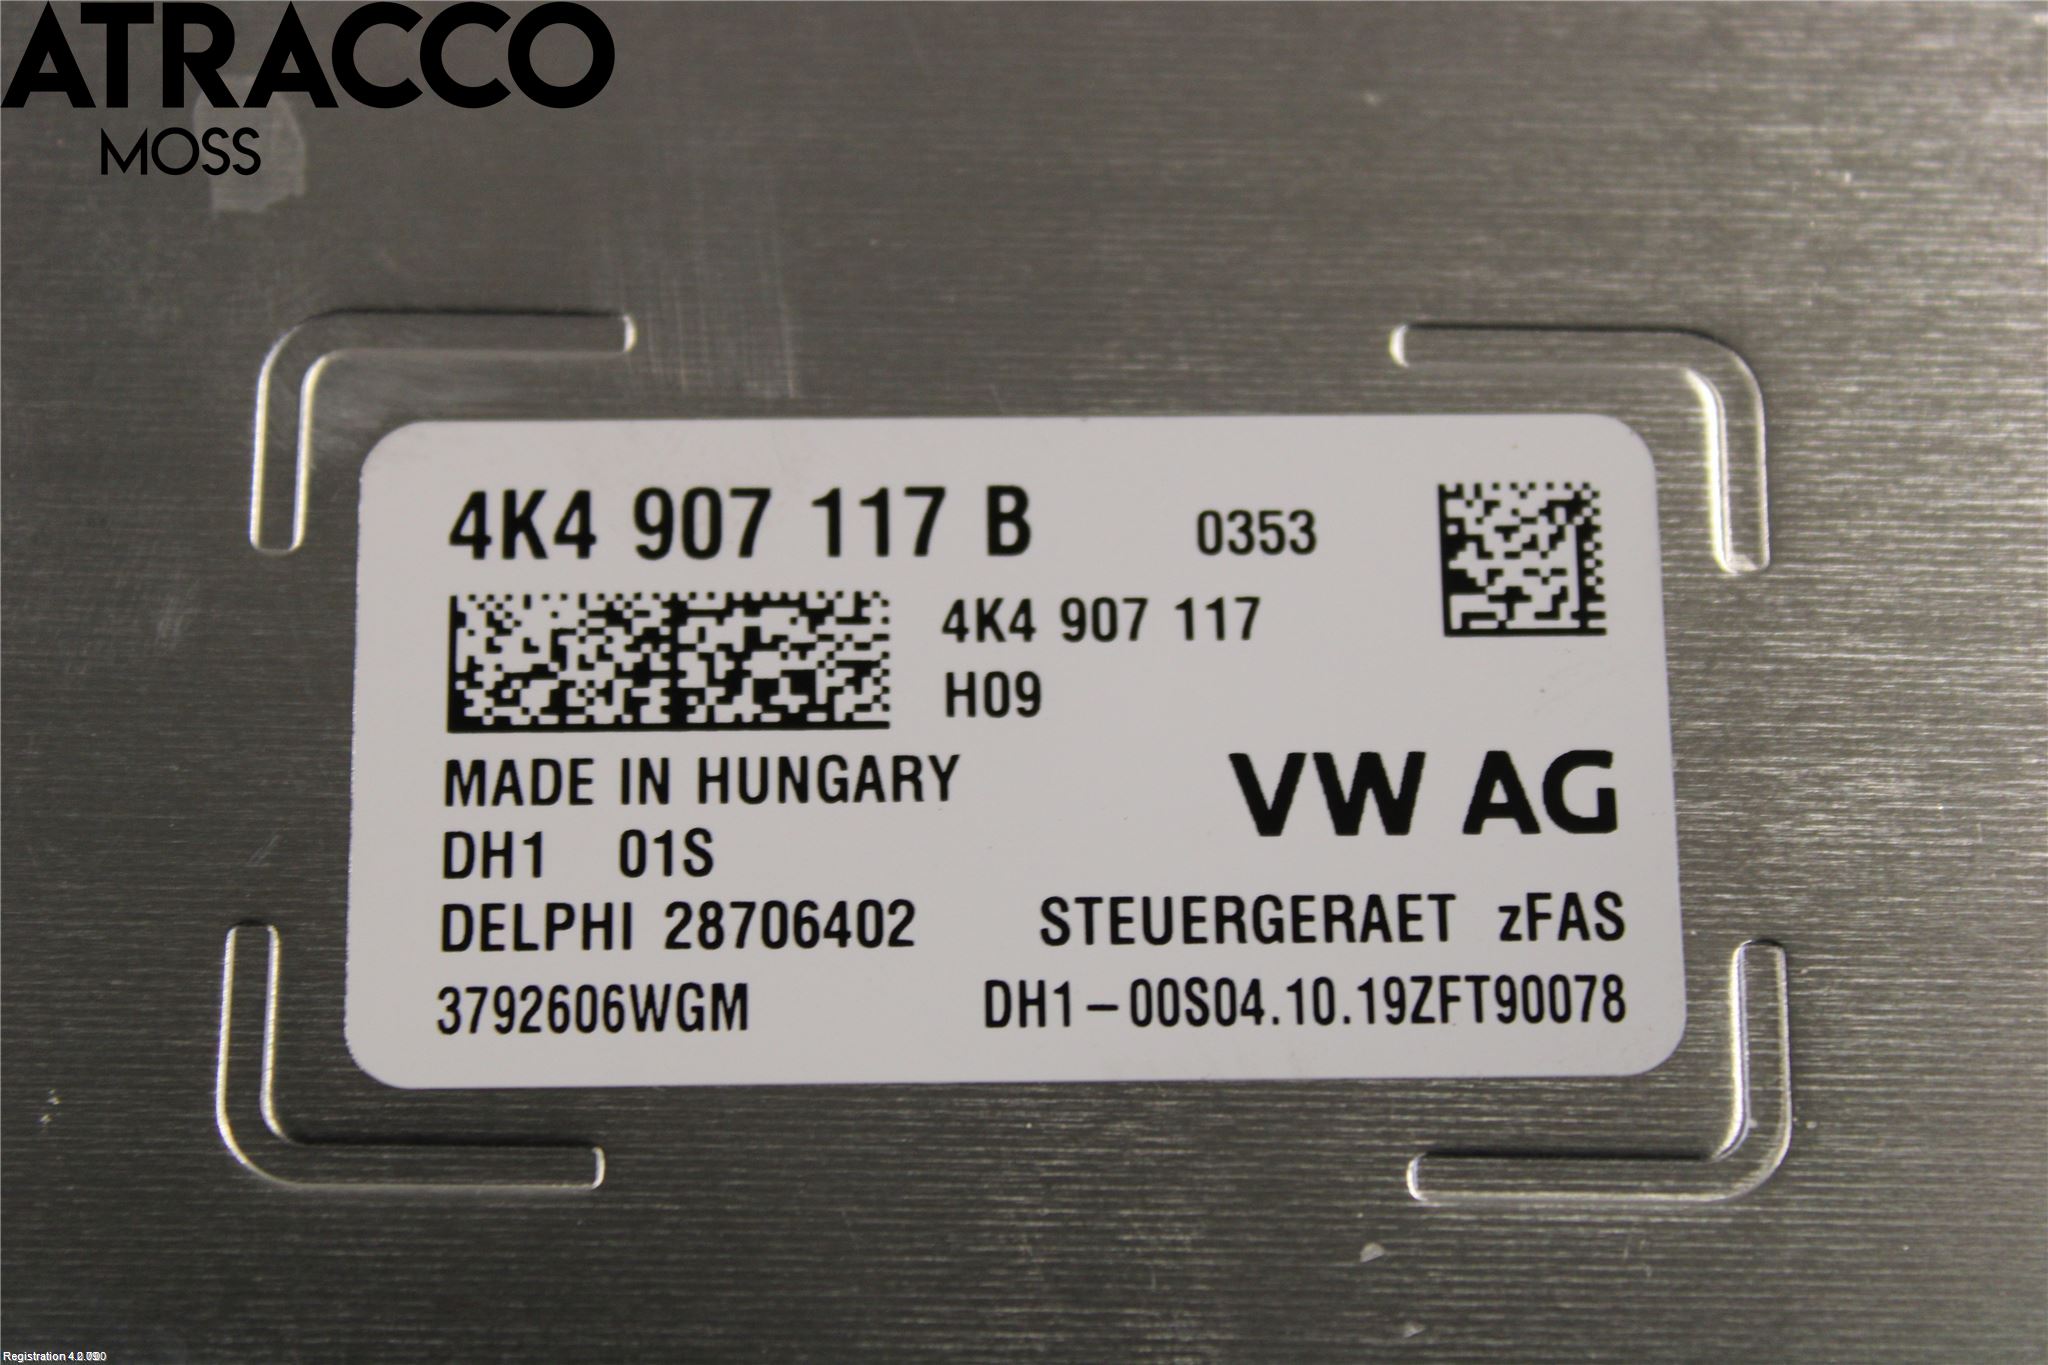 ATRACCO
MOSS
4K4 907 117 B 0353
4K4 907 117
H09
MADE IN HUNGARY
VW AG
DH1 01S
DELPHI 28706402 STEUERGERAET zFAS
3792606WGM DH1-00S04.10.19ZFT90078
Registration